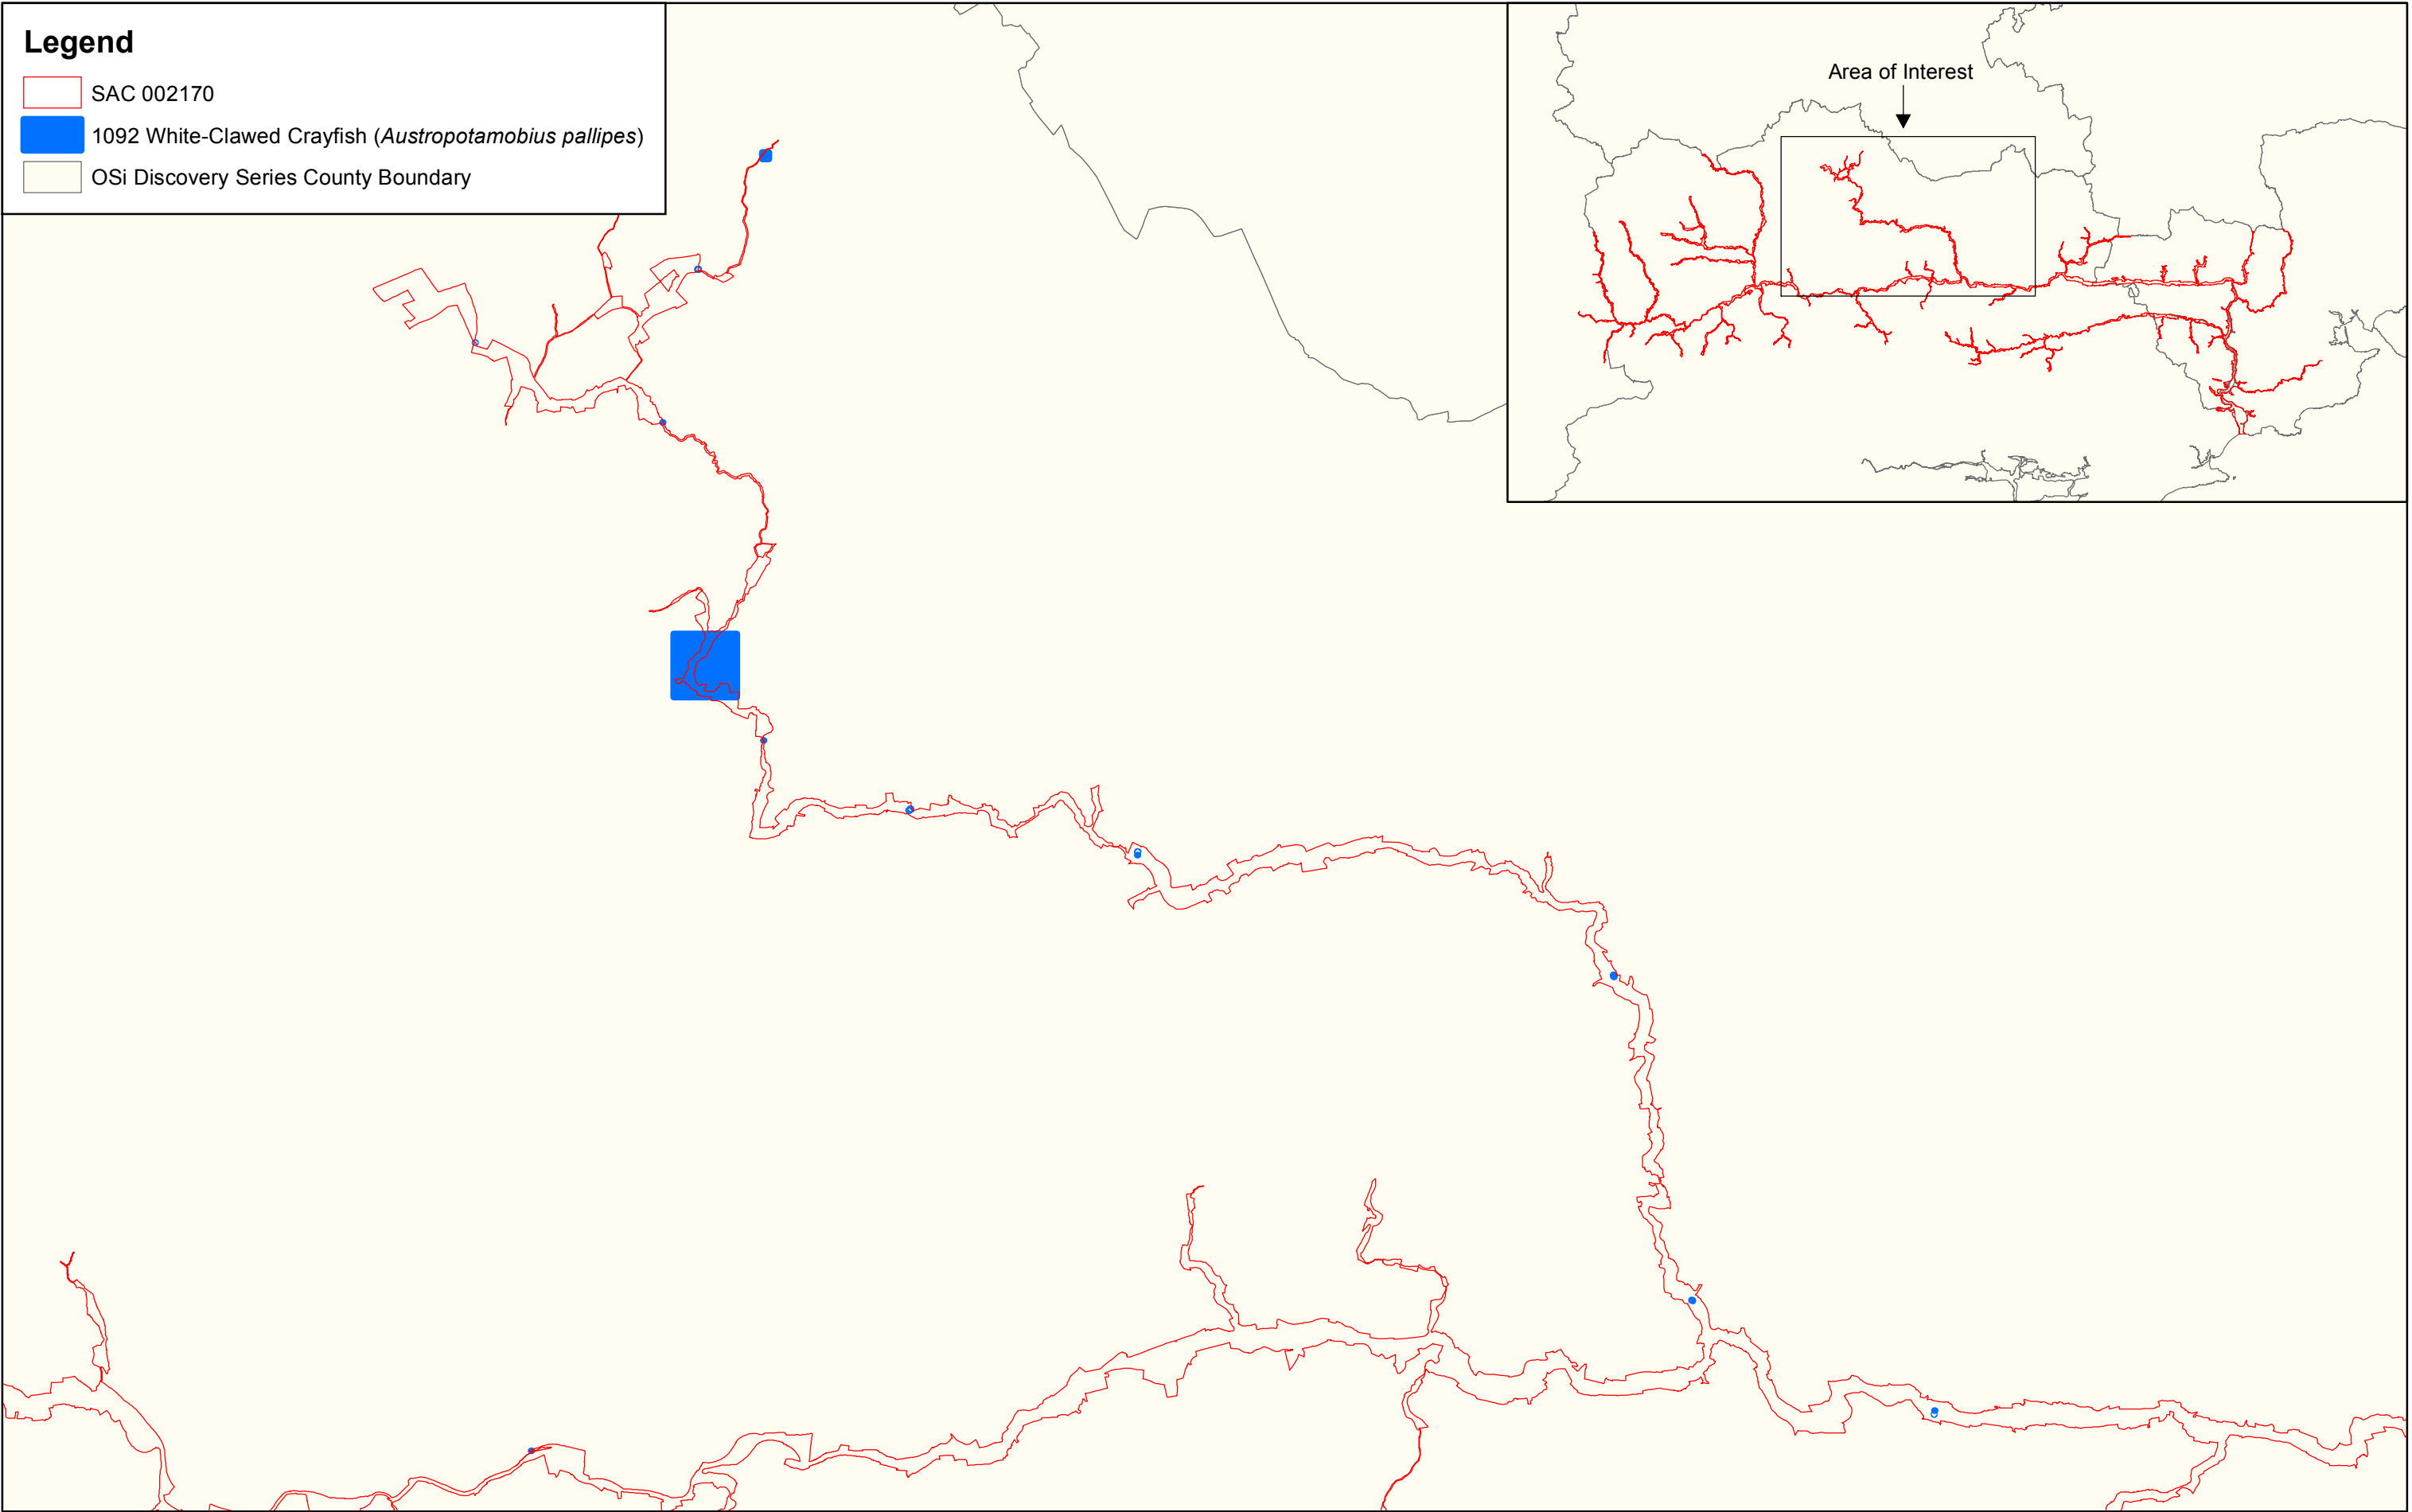 Legend
SAC 002170
1092 White-Clawed Crayfish (Austropotamobius pallipes)
OSi Discovery Series County Boundary
Area of Interest